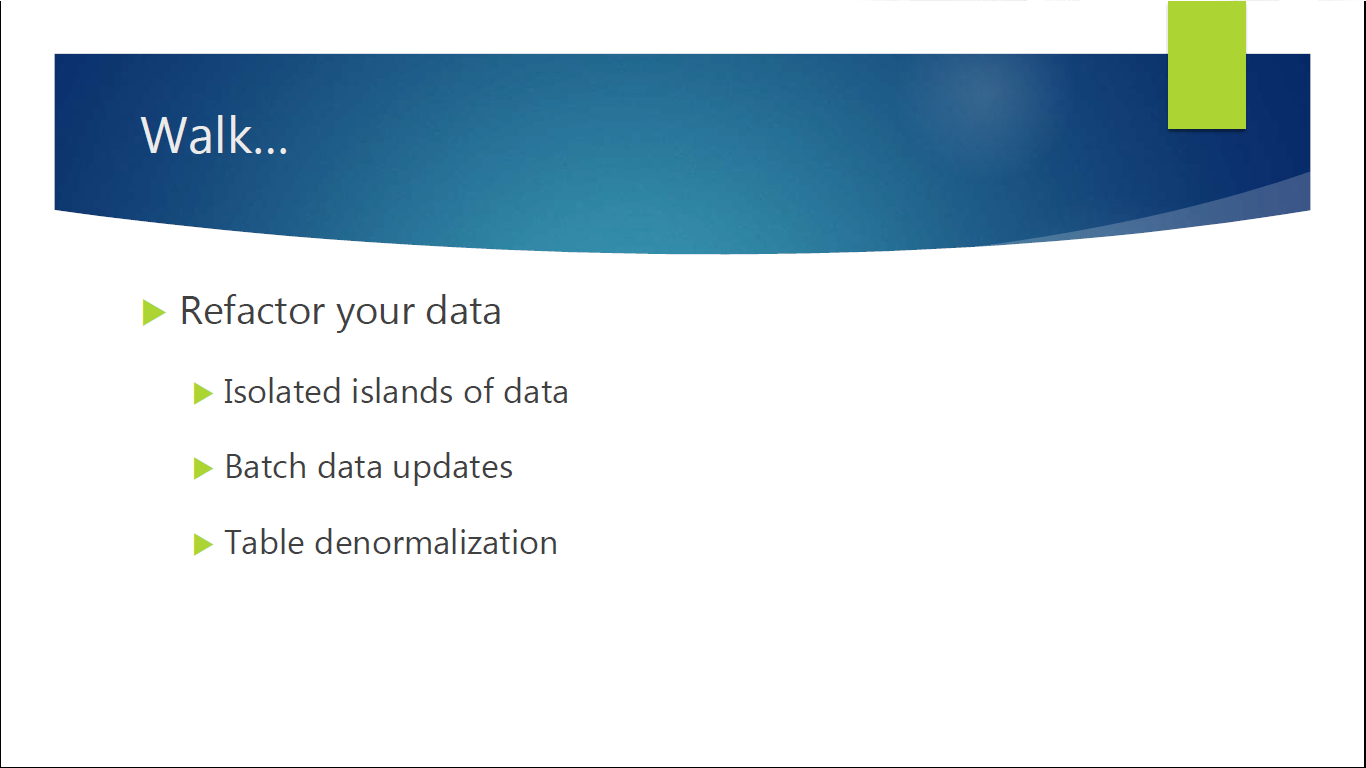 Walk…
Refactor your data
Isolated islands of data
Batch data updates
Table denormalization